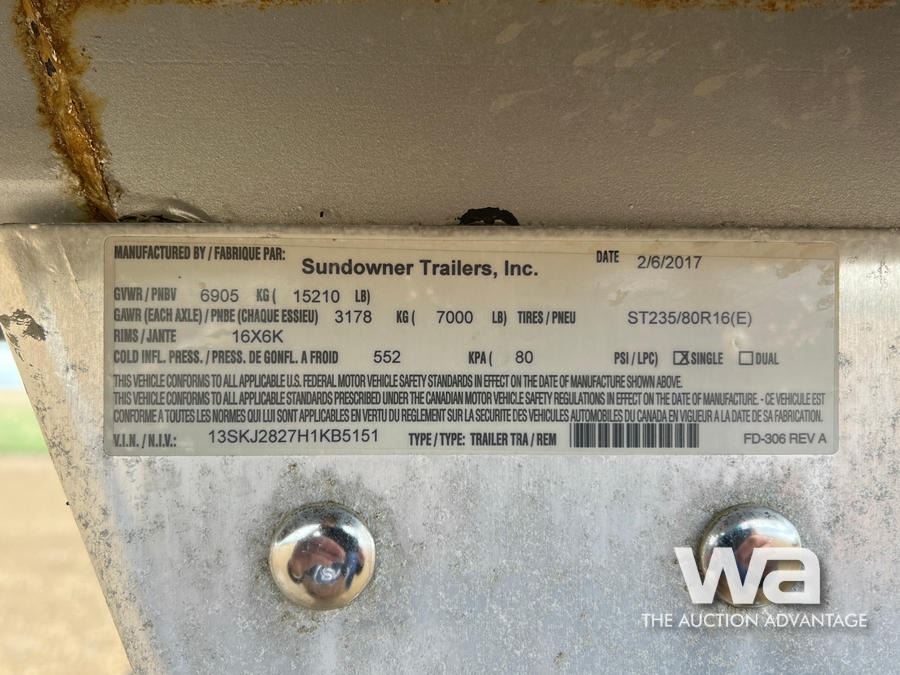 MANUFACTURED BY / FABRIQUE PAR: DATE 2/6/2017
Sundowner Trailers, Inc.
GVWR / PNBV 6905 KG ( 15210 LB)
GAWR (EACH AXLE) / PNBE (CHAQUE ESSIEU) 3178 KG ( 7000 LB) TIRES / PNEU ST235/80R16(E)
RIMS / JANTE 16X6K
COLD INFL. PRESS. / PRESS. DE GONFL. A FROID 552 KPA ( 80 PSI / LPC) SINGLE DUAL
THIS VEHICLE CONFORMS TO ALL APPLICABLE U.S. FEDERAL MOTOR VEHICLE SAFETY STANDARDS IN EFFECT ON THE DATE OF MANUFACTURE SHOWN ABOVE.
THIS VEHICLE CONFORMS TO ALL APPLICABLE STANDARDS PRESCRIBED UNDER THE CANADIAN MOTOR VEHICLE SAFETY REGULATIONS IN EFFECT ON THE DATE OF MANUFACTURE. - CE VEHICULE EST
CONFORME A TOUTES LES NORMES QUI LUI SONT APPLICABLES EN VERTU DU REGLEMENT SUR LA SECURITE DES VEHICULES AUTOMOBILES DU CANADA EN VIGUEUR A LA DATE DE SA FABRICATION.
V.I.N. / N.I.V.: 13SKJ2827H1KB5151 TYPE / TYPE: TRAILER TRA / REM FD-306 REV A
wa
THE AUCTION ADVANTAGE